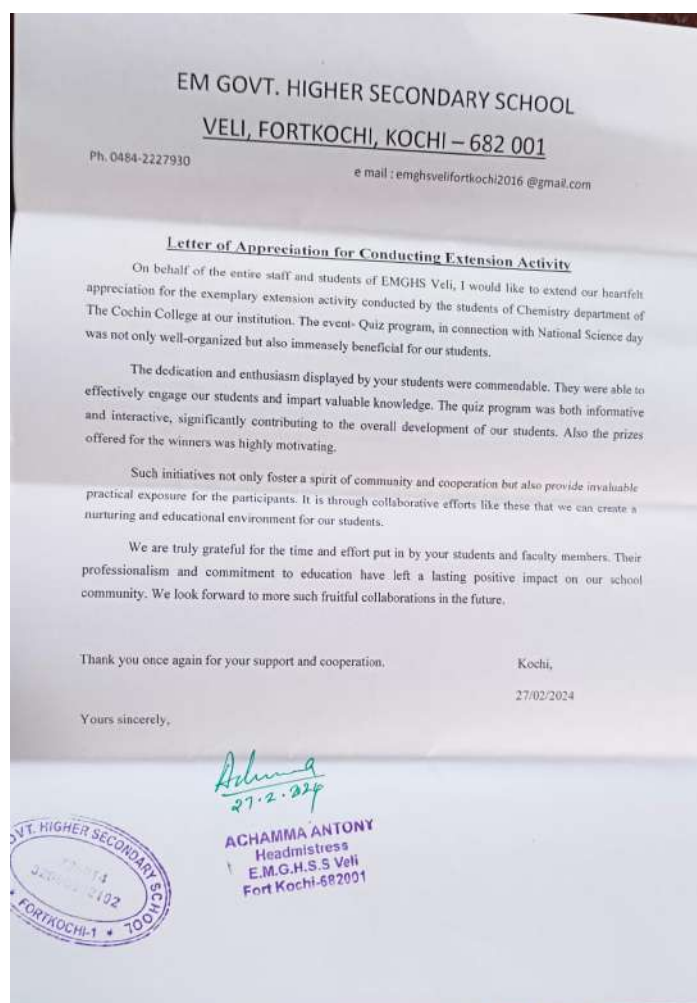 EM GOVT. HIGHER SECONDARY SCHOOL
VELI, FORTKOCHI, KOCHI – 682 001
Ph. 0484-2227930
e mail : emghsvelifortkochi2016 @gmail.com
Letter of Appreciation for Conducting Extension Activity
On behalf of the entire staff and students of EMGHS Veli, I would like to extend our heartfelt
appreciation for the exemplary extension activity conducted by the students of Chemistry department of
The Cochin College at our institution. The event- Quiz program, in connection with National Science day
was not only well-organized but also immensely beneficial for our students.
The dedication and enthusiasm displayed by your students were commendable. They were able to
effectively engage our students and impart valuable knowledge. The quiz program was both informative
and interactive, significantly contributing to the overall development of our students. Also the prizes
offered for the winners was highly motivating.
Such initiatives not only foster a spirit of community and cooperation but also provide invaluable
practical exposure for the participants. It is through collaborative efforts like these that we can create a
nurturing and educational environment for our students.
We are truly grateful for the time and effort put in by your students and faculty members. Their
professionalism and commitment to education have left a lasting positive impact on our school
community. We look forward to more such fruitful collaborations in the future.
Thank you once again for your support and cooperation.
Kochi,
27/02/2024
Yours sincerely,
27.2.2024
ACHAMMA ANTONY
Headmistress
E.M.G.H.S.S Veli
Fort Kochi-682001
VT. HIGHER SECONDARY SCHOOL
FORTKOCHI-1